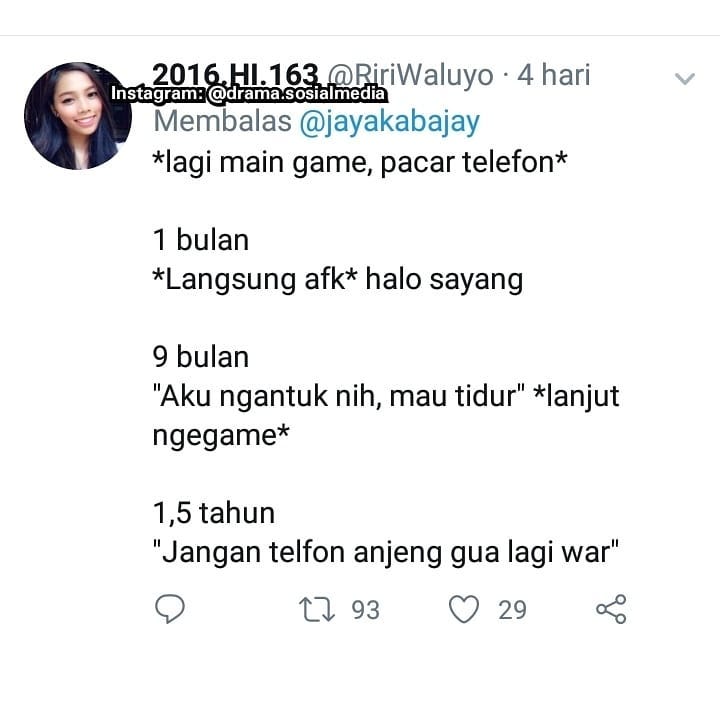 2016.HI.163 @RiriWaluyo · 4 hari
Instagram: @drama.sosialmedia
Membalas @jayakabajay
*lagi main game, pacar telefon*
1 bulan
*Langsung afk* halo sayang
9 bulan
"Aku ngantuk nih, mau tidur" *lanjut
ngegame*
1,5 tahun
"Jangan telfon anjeng gua lagi war"
93 29